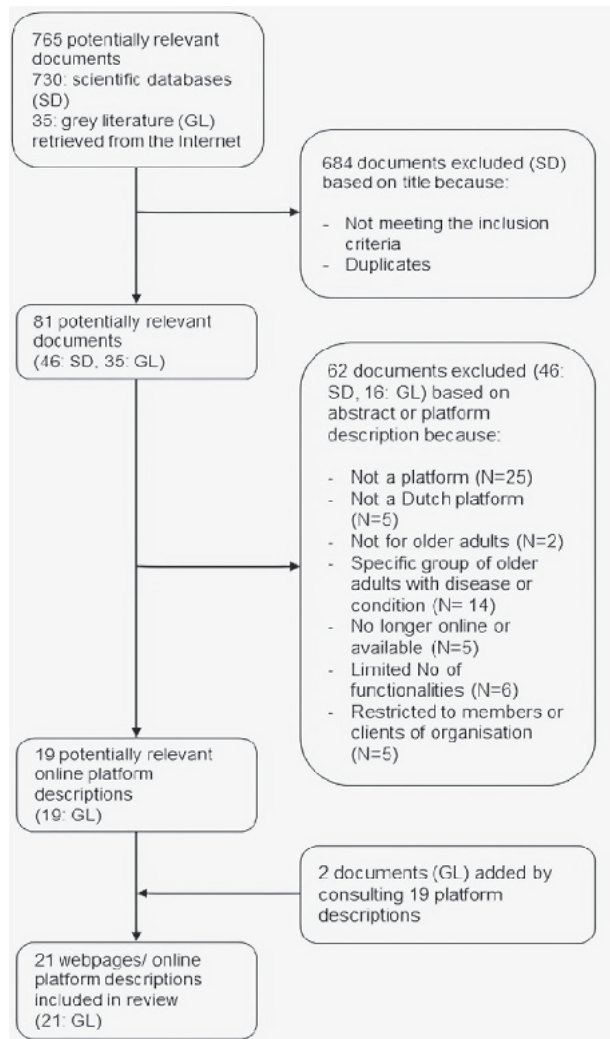 765 potentially relevant
documents
730: scientific databases
(SD)
35: grey literature (GL)
retrieved from the Internet
684 documents excluded (SD)
based on title because:
- Not meeting the inclusion
criteria
- Duplicates
81 potentially relevant
documents
(46: SD, 35: GL)
62 documents excluded (46:
SD, 16: GL) based on
abstract or platform
description because:
- Not a platform (N=25)
- Not a Dutch platform
(N=5)
- Not for older adults (N=2)
- Specific group of older
adults with disease or
condition (N= 14)
- No longer online or
available (N=5)
- Limited No of
functionalities (N=6)
- Restricted to members or
clients of organisation
(N=5)
19 potentially relevant
online platform
descriptions
(19: GL)
2 documents (GL) added by
consulting 19 platform
descriptions
21 webpages/ online
platform descriptions
included in review
(21: GL)